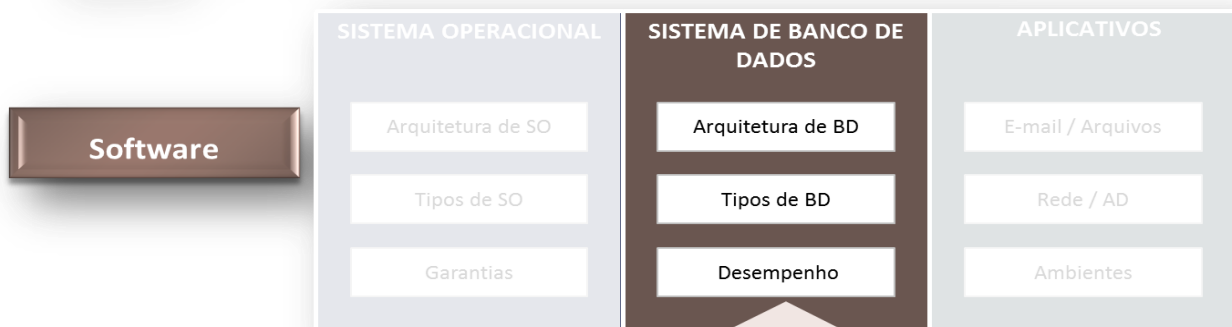 Software
SISTEMA OPERACIONAL
Arquitetura de SO
Tipos de SO
Garantias
SISTEMA DE BANCO DE
DADOS
Arquitetura de BD
Tipos de BD
Desempenho
APLICATIVOS
E-mail / Arquivos
Rede / AD
Ambientes